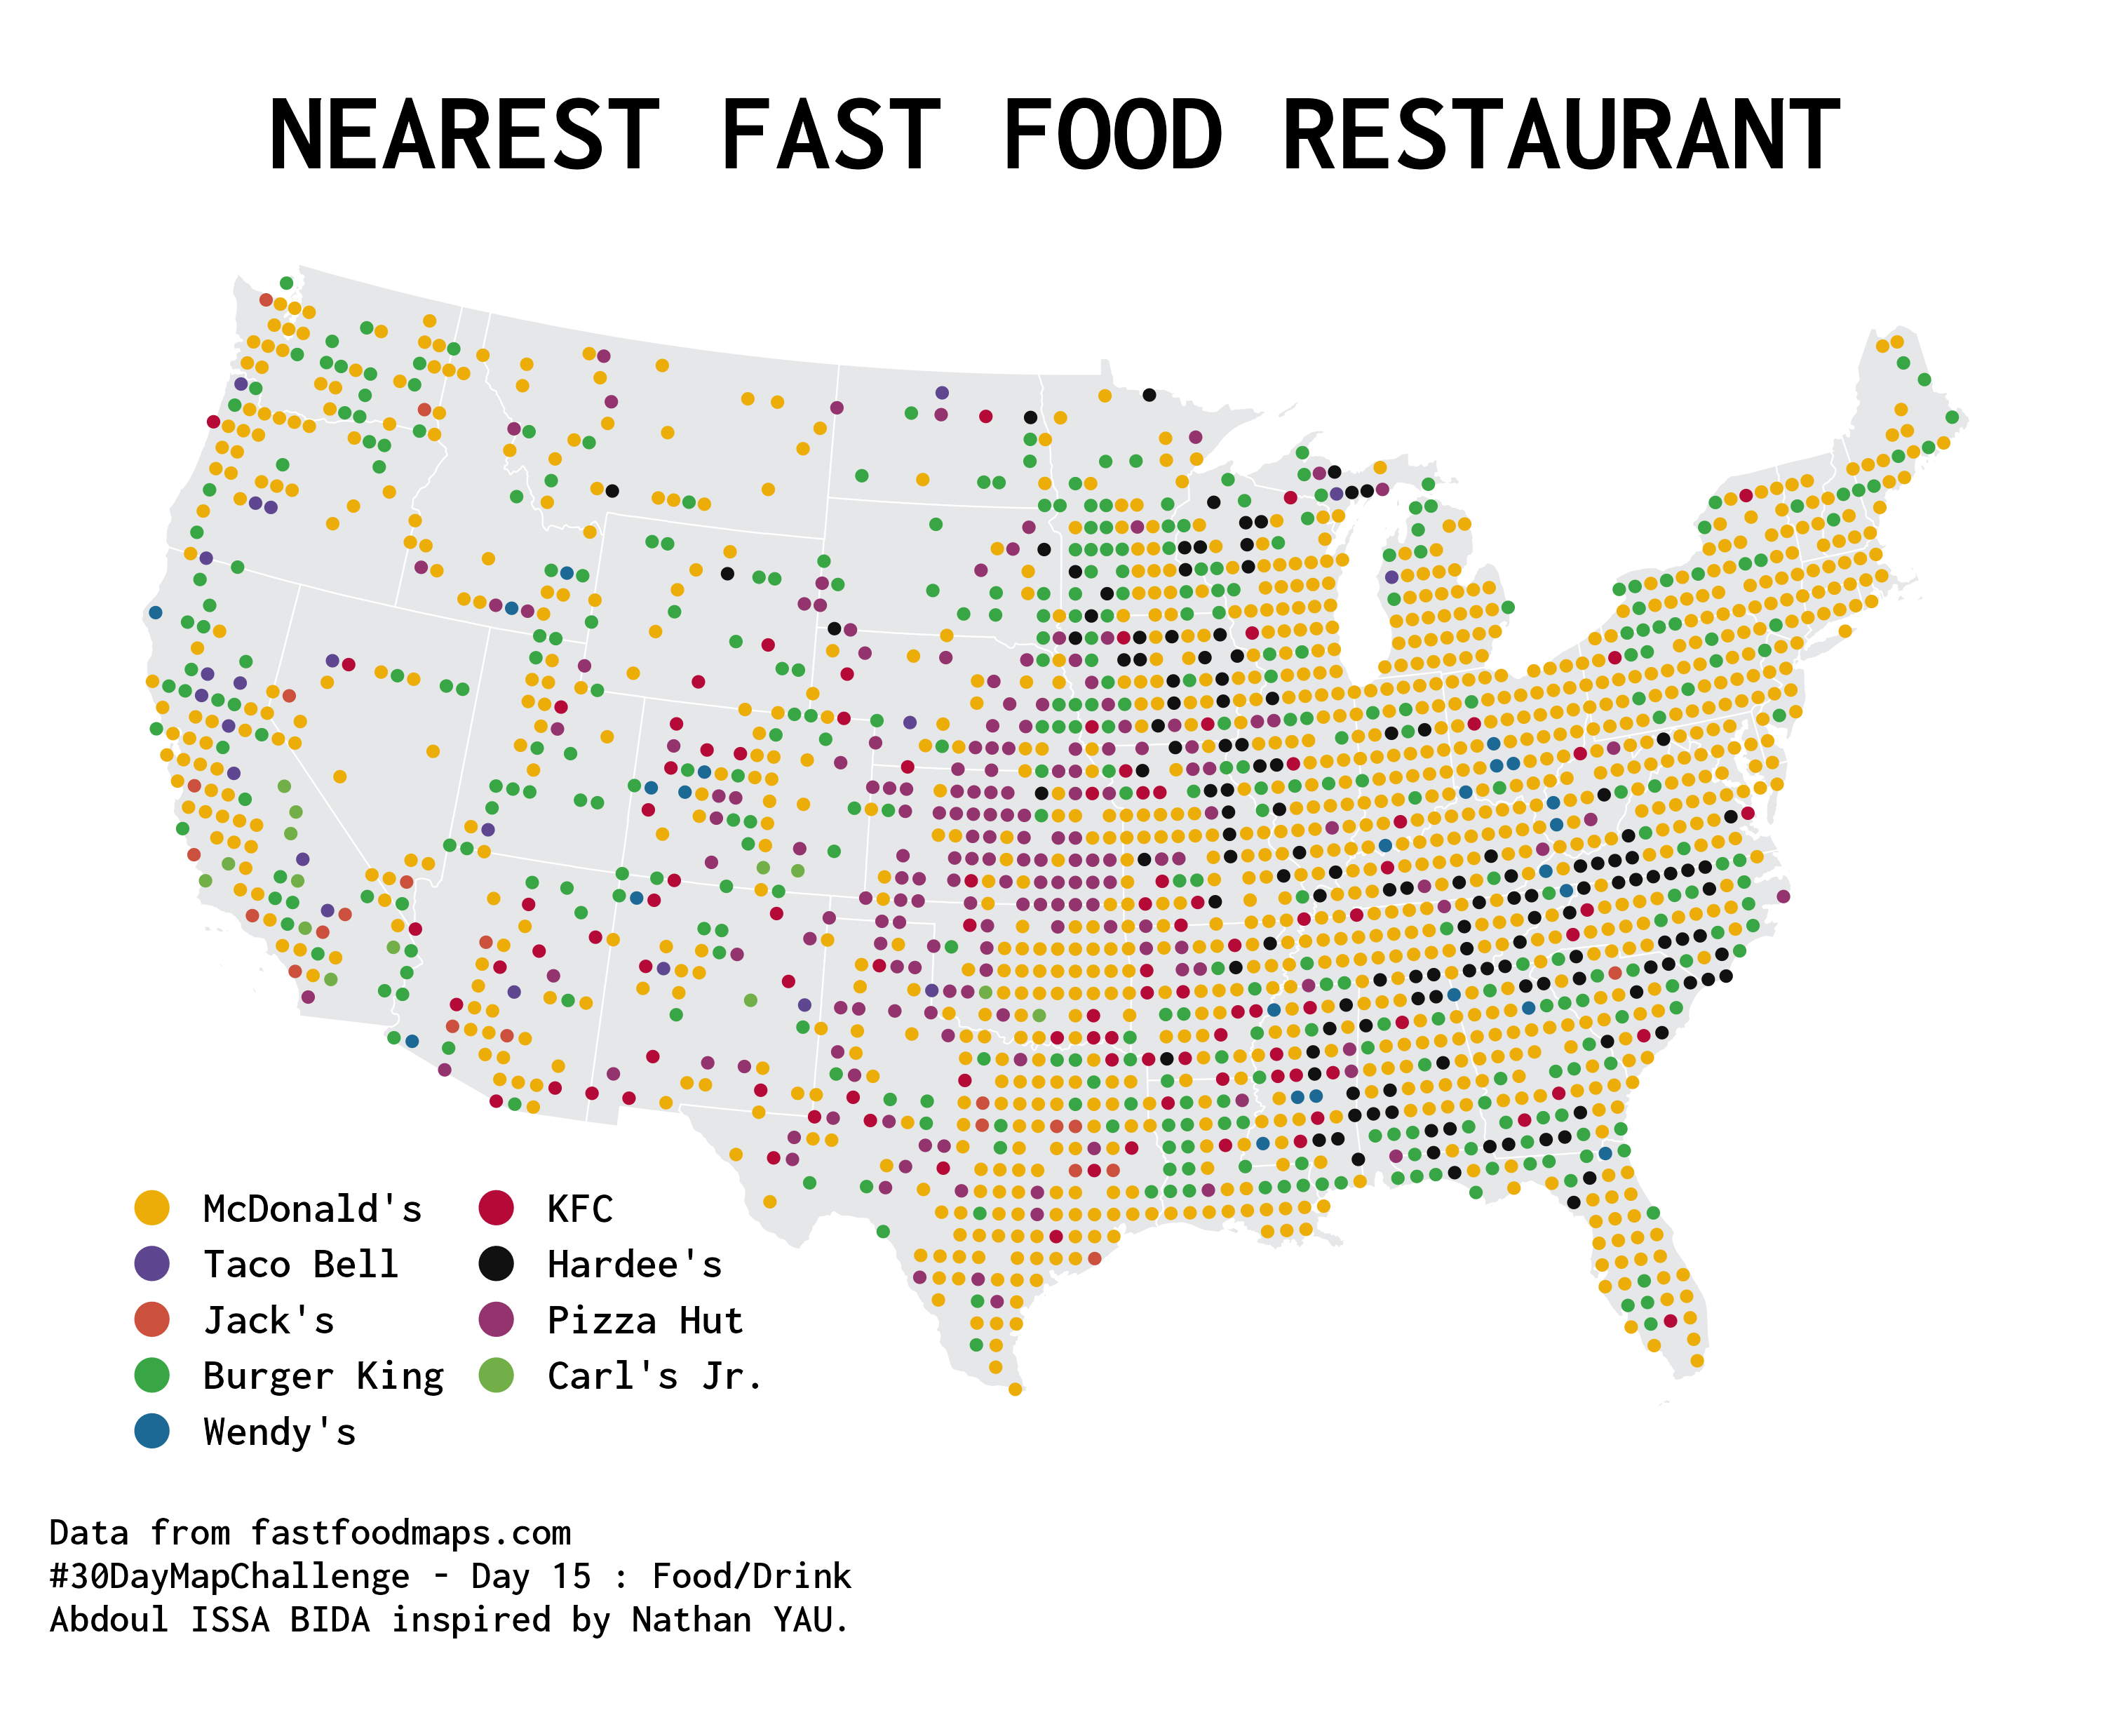 NEAREST FAST FOOD RESTAURANT
McDonald's
Taco Bell
Jack's
Burger King
Wendy's
KFC
Hardee's
Pizza Hut
Carl's Jr.
Data from fastfoodmaps.com
#30DayMapChallenge - Day 15 : Food/Drink
Abdoul ISSA BIDA inspired by Nathan YAU.